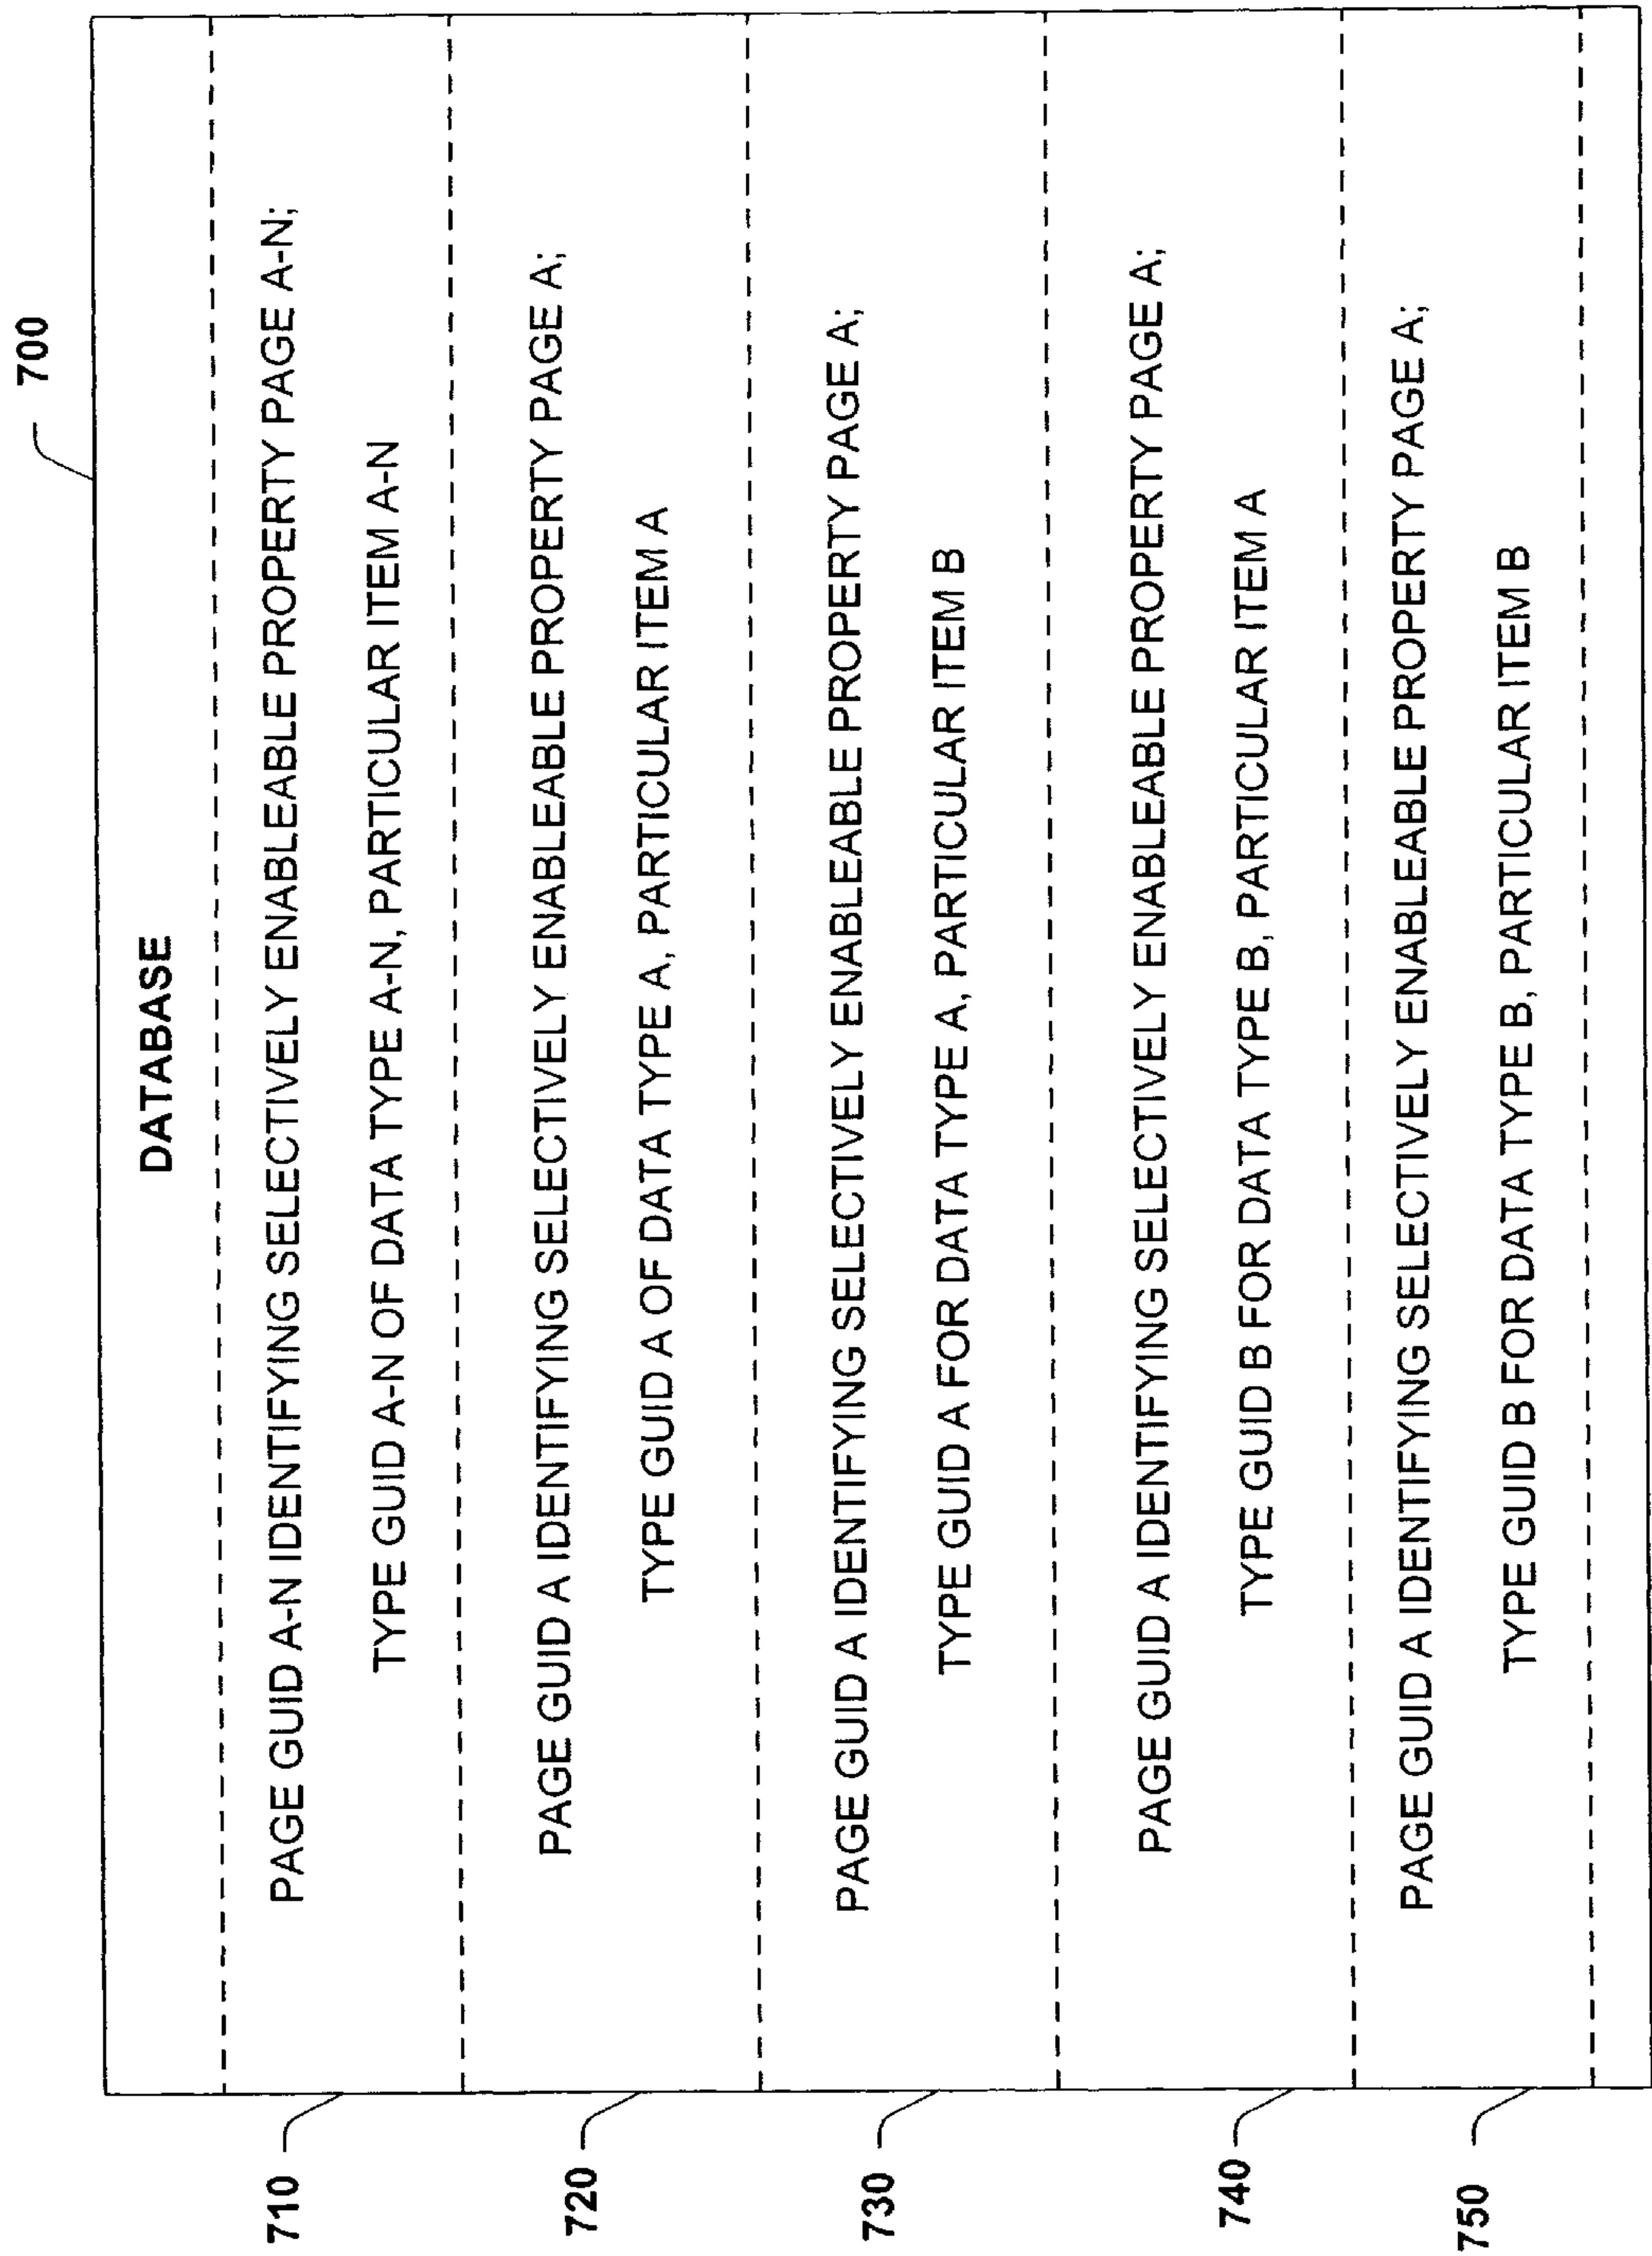 700
DATABASE
710
PAGE GUID A-N IDENTIFYING SELECTIVELY ENABLEABLE PROPERTY PAGE A-N;
TYPE GUID A-N OF DATA TYPE A-N, PARTICULAR ITEM A-N
720
PAGE GUID A IDENTIFYING SELECTIVELY ENABLEABLE PROPERTY PAGE A;
TYPE GUID A OF DATA TYPE A, PARTICULAR ITEM A
730
PAGE GUID A IDENTIFYING SELECTIVELY ENABLEABLE PROPERTY PAGE A;
TYPE GUID A FOR DATA TYPE A, PARTICULAR ITEM B
740
PAGE GUID A IDENTIFYING SELECTIVELY ENABLEABLE PROPERTY PAGE A;
TYPE GUID B FOR DATA TYPE B, PARTICULAR ITEM A
750
PAGE GUID A IDENTIFYING SELECTIVELY ENABLEABLE PROPERTY PAGE A;
TYPE GUID B FOR DATA TYPE B, PARTICULAR ITEM B